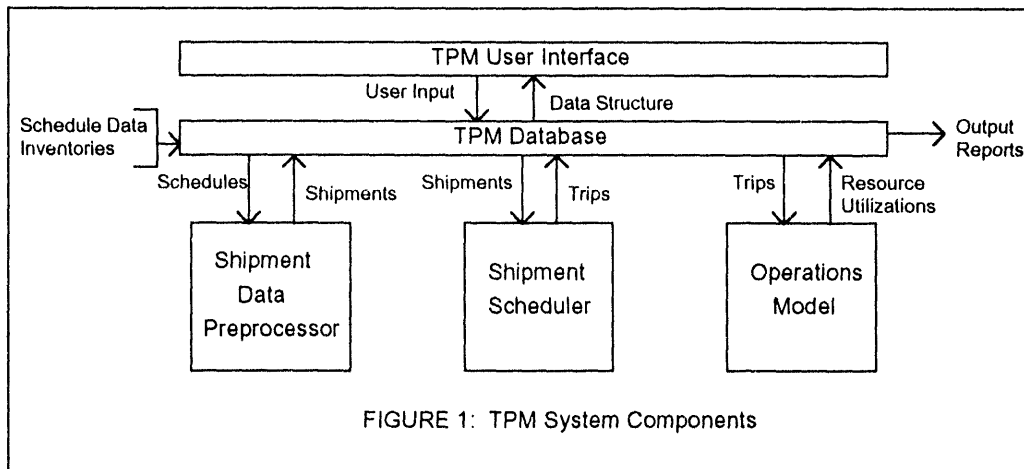 TPM User Interface
User Input
Data Structure
Schedule Data
Inventories
TPM Database
Output
Reports
Schedules
Shipments
Shipments
Trips
Trips
Resource
Utilizations
Shipment
Data
Preprocessor
Shipment
Scheduler
Operations
Model
FIGURE 1: TPM System Components